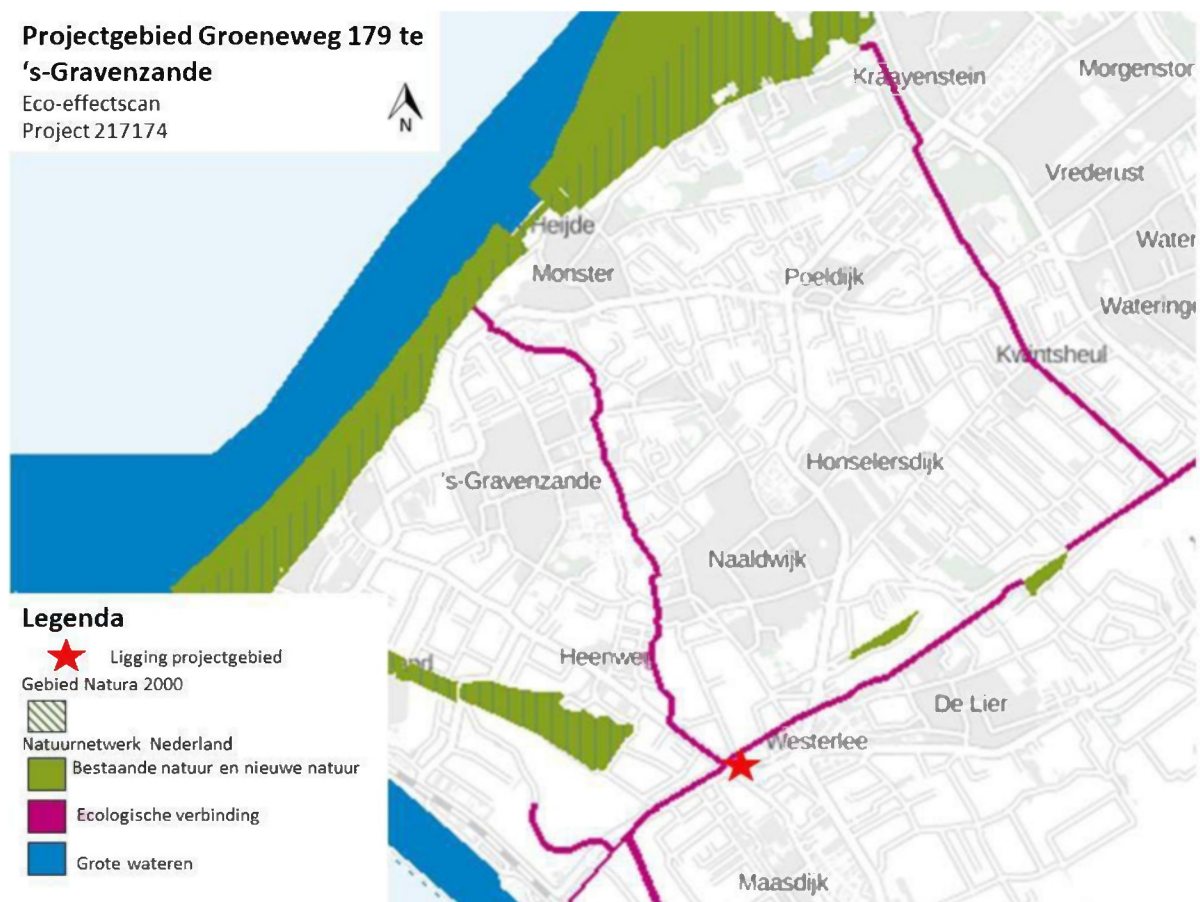 Projectgebied Groeneweg 179 te
‘s-Gravenzande
Eco-effectscan
Project 217174
N
Kraayenstein
Morgenstor
Vrederust
Water
Heijde
Monster
Poeldijk
Wateringe
Kwintsheul
Honselersdijk
's-Gravenzande
Naaldwijk
Heenweg
De Lier
Westerlee
Maasdijk
Legenda
Ligging projectgebied
Gebied Natura 2000
Natuurnetwerk Nederland
Bestaande natuur en nieuwe natuur
Ecologische verbinding
Grote wateren